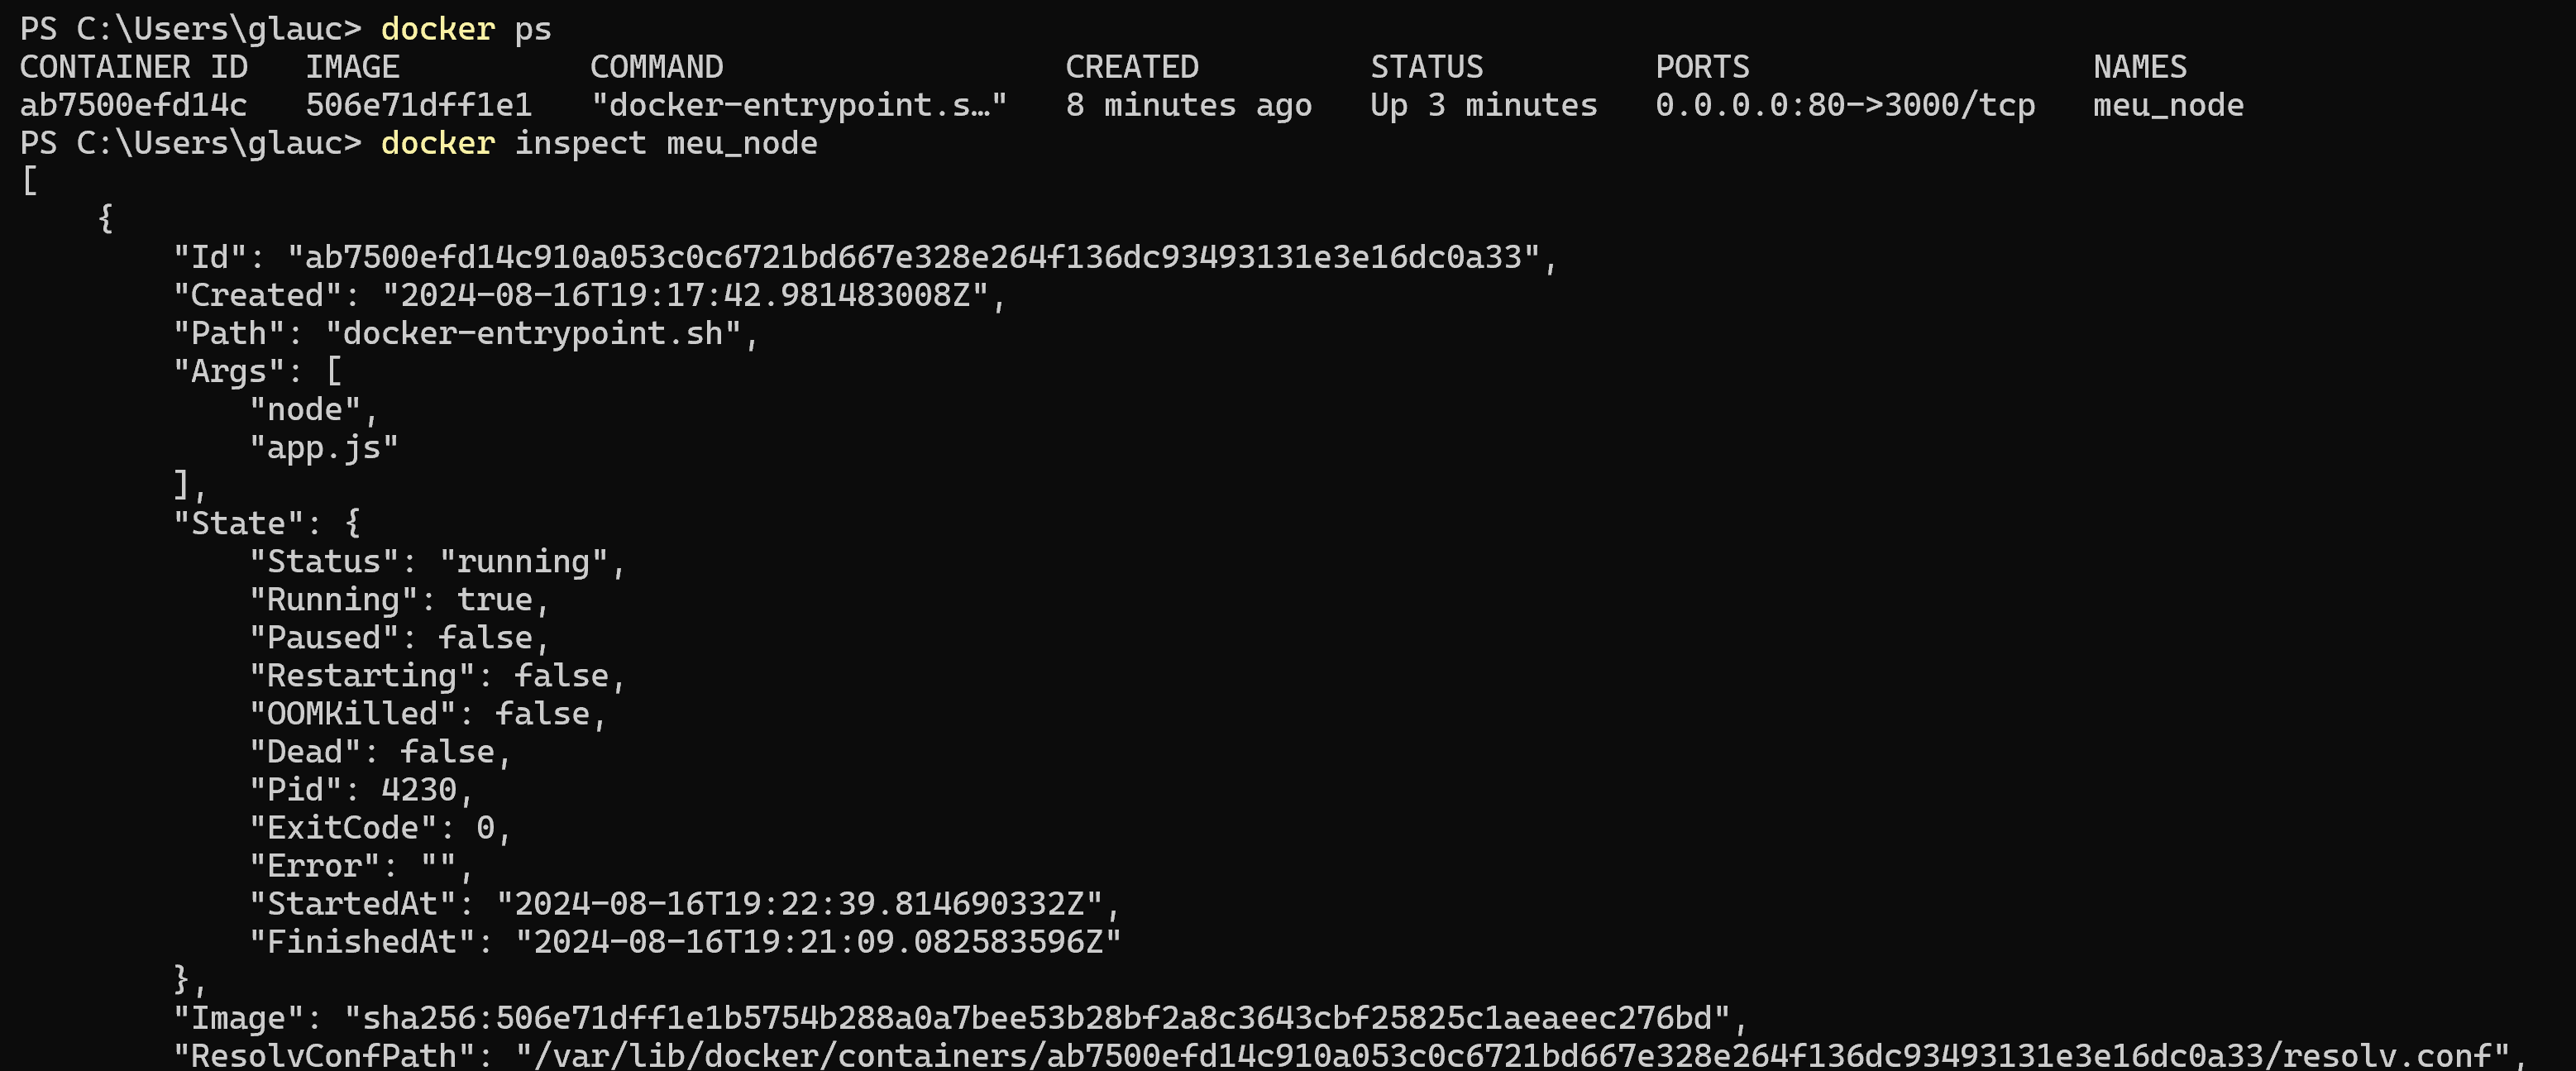 PS C:\Users\glauc> docker ps
CONTAINER ID   IMAGE          COMMAND                  CREATED         STATUS         PORTS                  NAMES
ab7500efd14c   506e71dff1e1   "docker-entrypoint.s…"   8 minutes ago   Up 3 minutes   0.0.0.0:80->3000/tcp   meu_node
PS C:\Users\glauc> docker inspect meu_node
[
    {
        "Id": "ab7500efd14c910a053c0c6721bd667e328e264f136dc93493131e3e16dc0a33",
        "Created": "2024-08-16T19:17:42.981483008Z",
        "Path": "docker-entrypoint.sh",
        "Args": [
            "node",
            "app.js"
        ],
        "State": {
            "Status": "running",
            "Running": true,
            "Paused": false,
            "Restarting": false,
            "OOMKilled": false,
            "Dead": false,
            "Pid": 4230,
            "ExitCode": 0,
            "Error": "",
            "StartedAt": "2024-08-16T19:22:39.814690332Z",
            "FinishedAt": "2024-08-16T19:21:09.082583596Z"
        },
        "Image": "sha256:506e71dff1e1b5754b288a0a7bee53b28bf2a8c3643cbf25825c1aeaeec276bd",
        "ResolvConfPath": "/var/lib/docker/containers/ab7500efd14c910a053c0c6721bd667e328e264f136dc93493131e3e16dc0a33/resolv.conf",